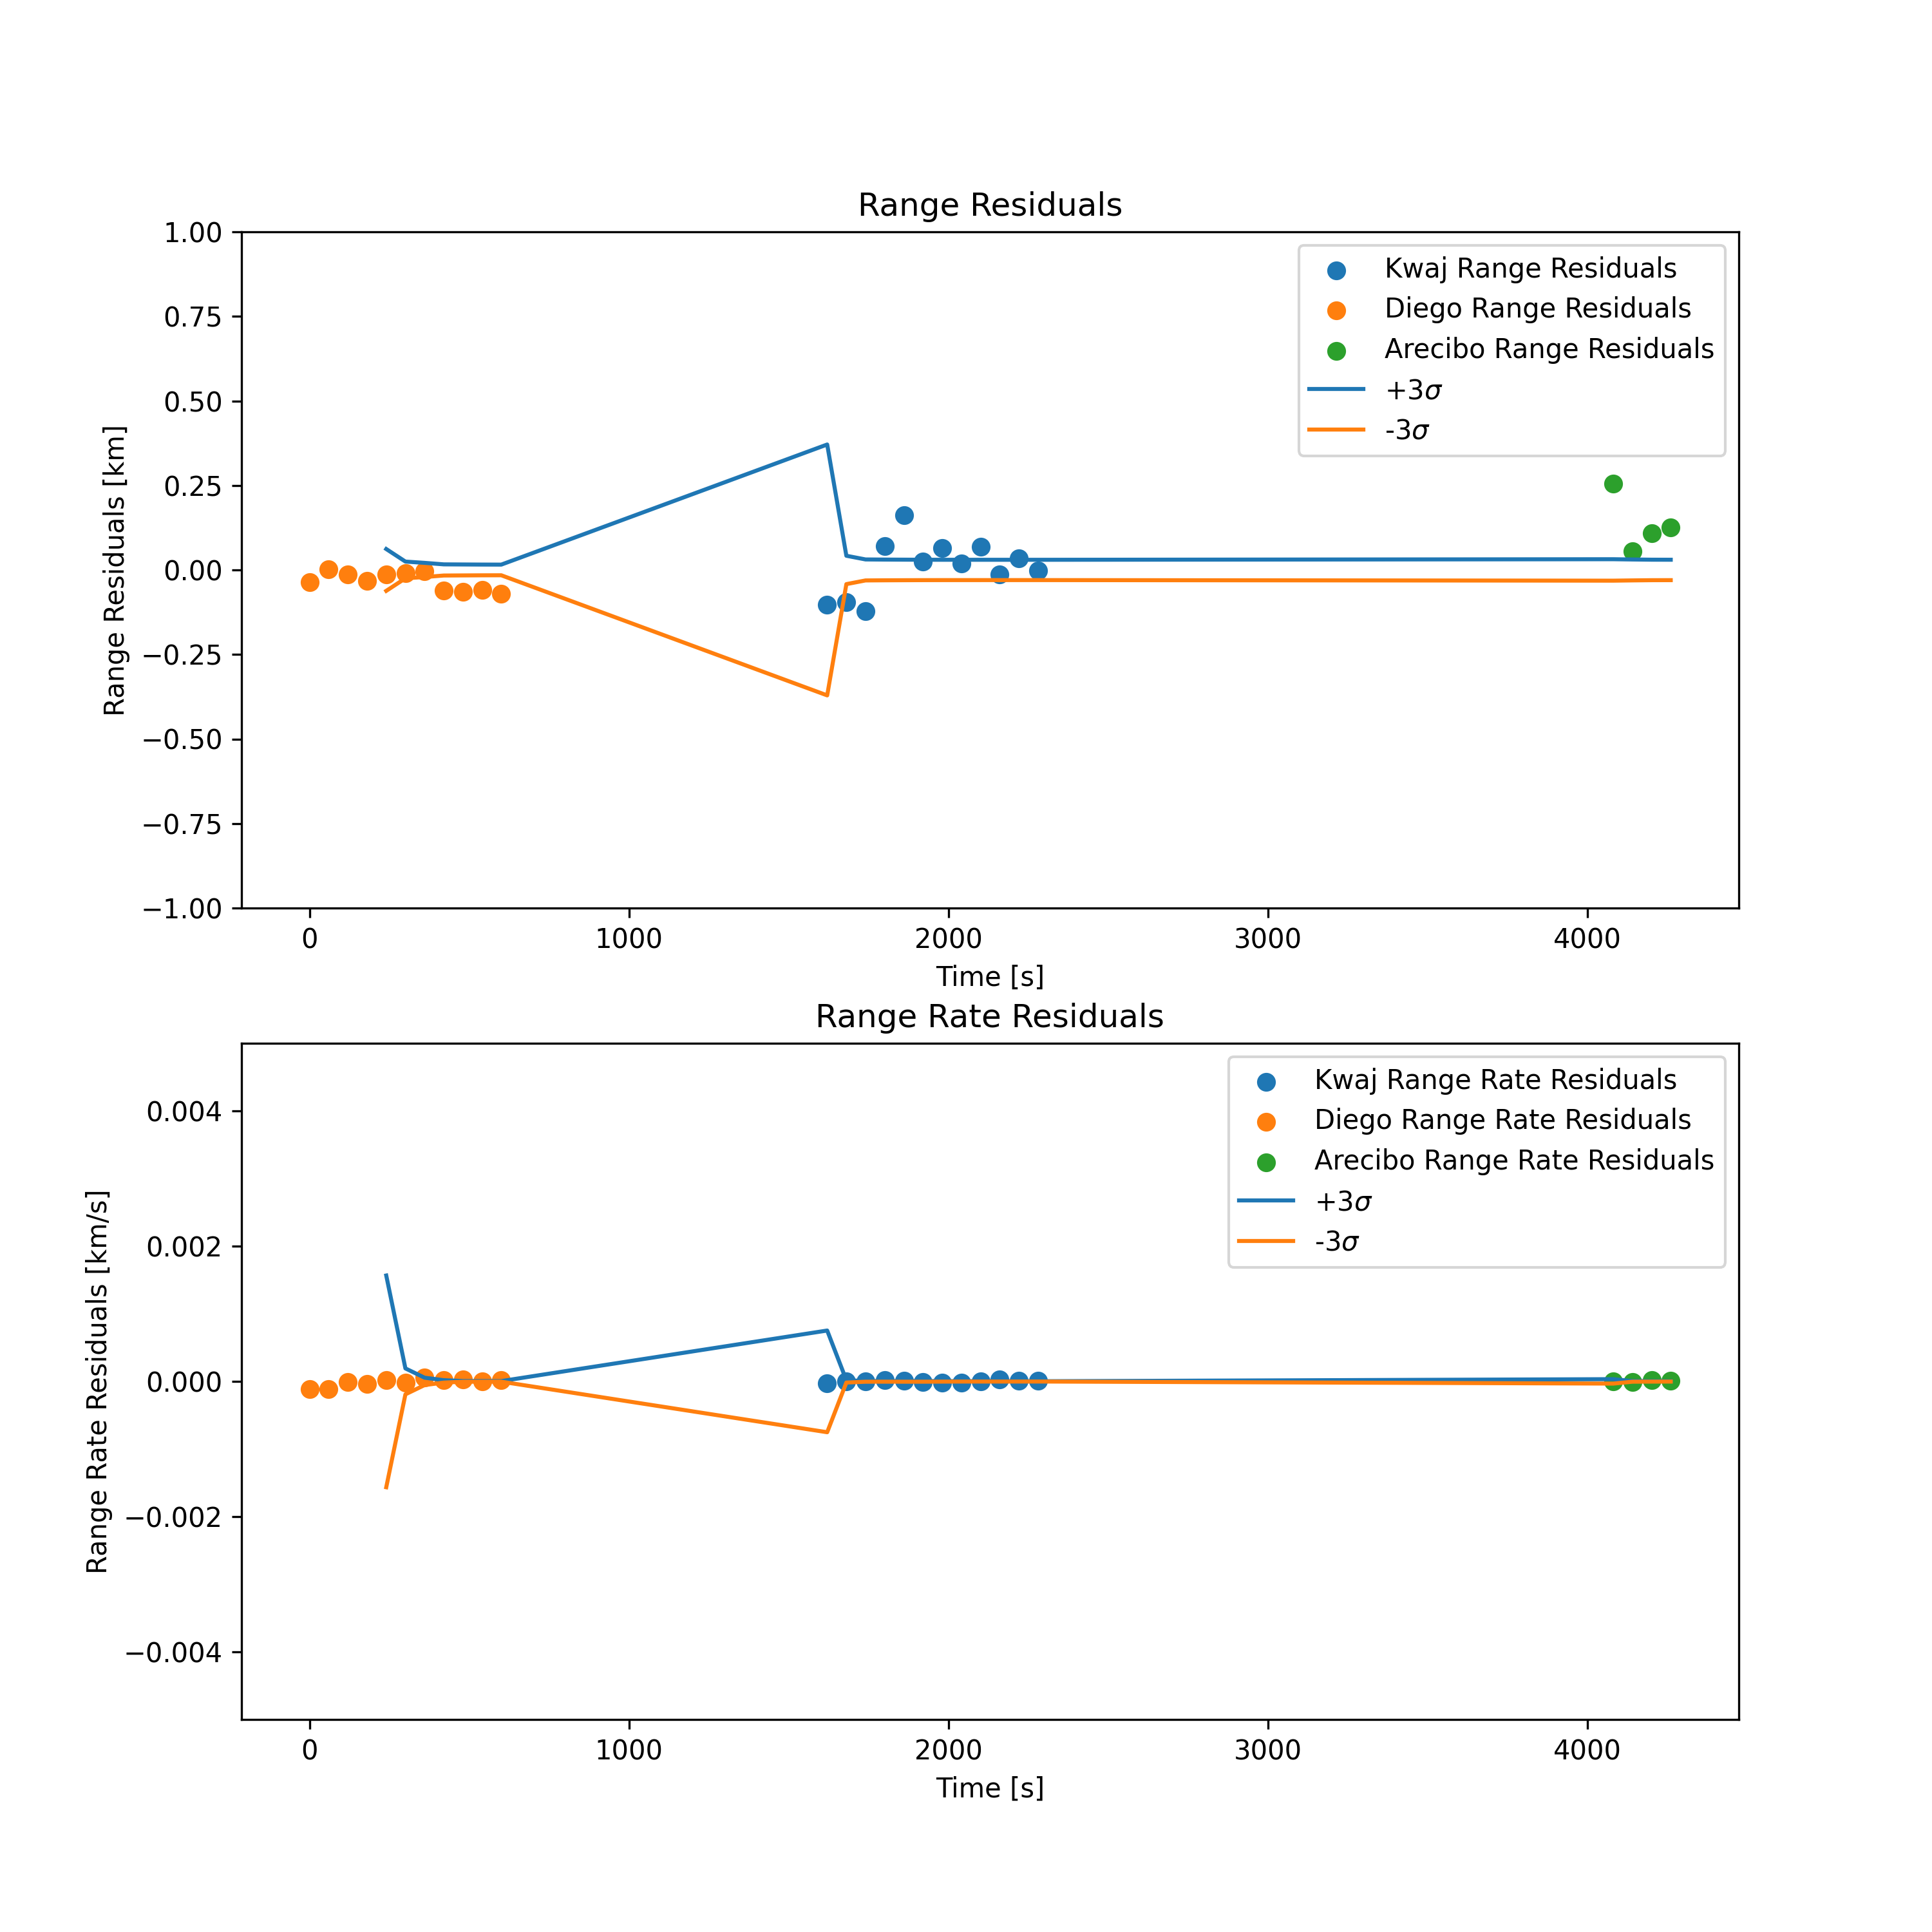 Range Residuals
1.00
0.75
0.50
0.25
0.00
−0.25
−0.50
−0.75
−1.00
Range Residuals [km]
Kwaj Range Residuals
Diego Range Residuals
Arecibo Range Residuals
+3σ
-3σ
0 1000 2000 3000 4000
Time [s]
Range Rate Residuals
0.004
0.002
0.000
−0.002
−0.004
Range Rate Residuals [km/s]
Kwaj Range Rate Residuals
Diego Range Rate Residuals
Arecibo Range Rate Residuals
+3σ
-3σ
0 1000 2000 3000 4000
Time [s]